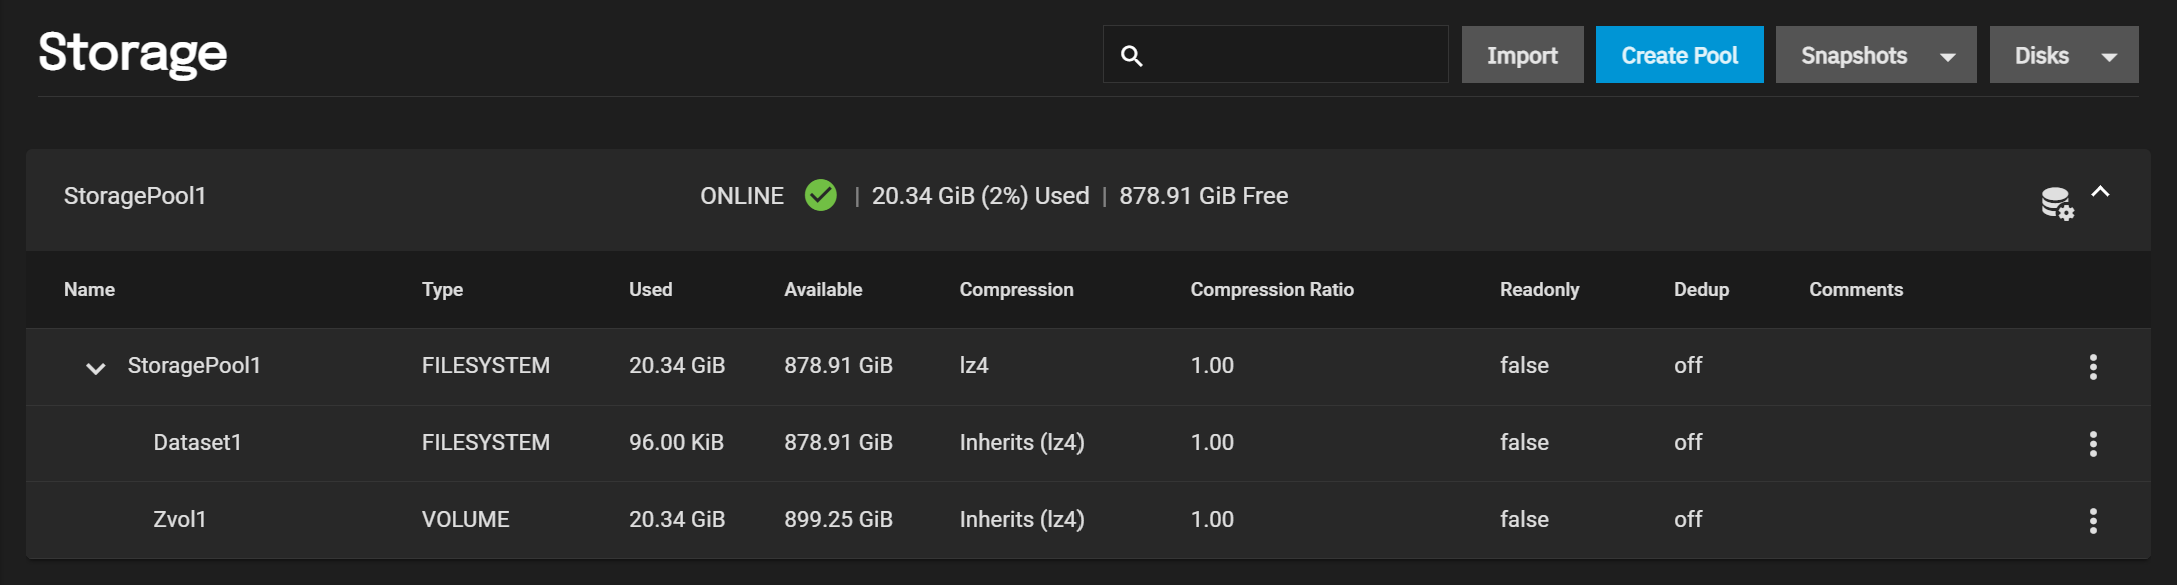 Storage
Import
Create Pool
Snapshots
Disks
StoragePool1
ONLINE | 20.34 GiB (2%) Used | 878.91 GiB Free
Name Type Used Available Compression Compression Ratio Readonly Dedup Comments
StoragePool1 FILESYSTEM 20.34 GiB 878.91 GiB lz4 1.00 false off
Dataset1 FILESYSTEM 96.00 KiB 878.91 GiB Inherits (lz4) 1.00 false off
Zvol1 VOLUME 20.34 GiB 899.25 GiB Inherits (lz4) 1.00 false off